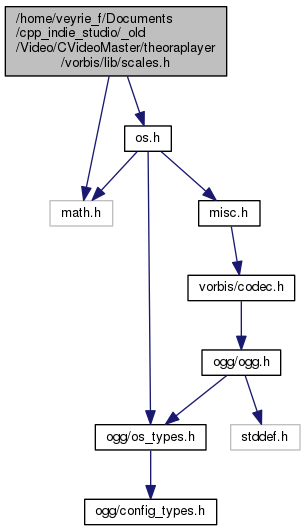 /home/veyrie_f/Documents
/cpp_indie_studio/_old
/Video/CVideoMaster/theoraplayer
/vorbis/lib/scales.h
os.h
math.h
misc.h
vorbis/codec.h
ogg/ogg.h
ogg/os_types.h
stddef.h
ogg/config_types.h